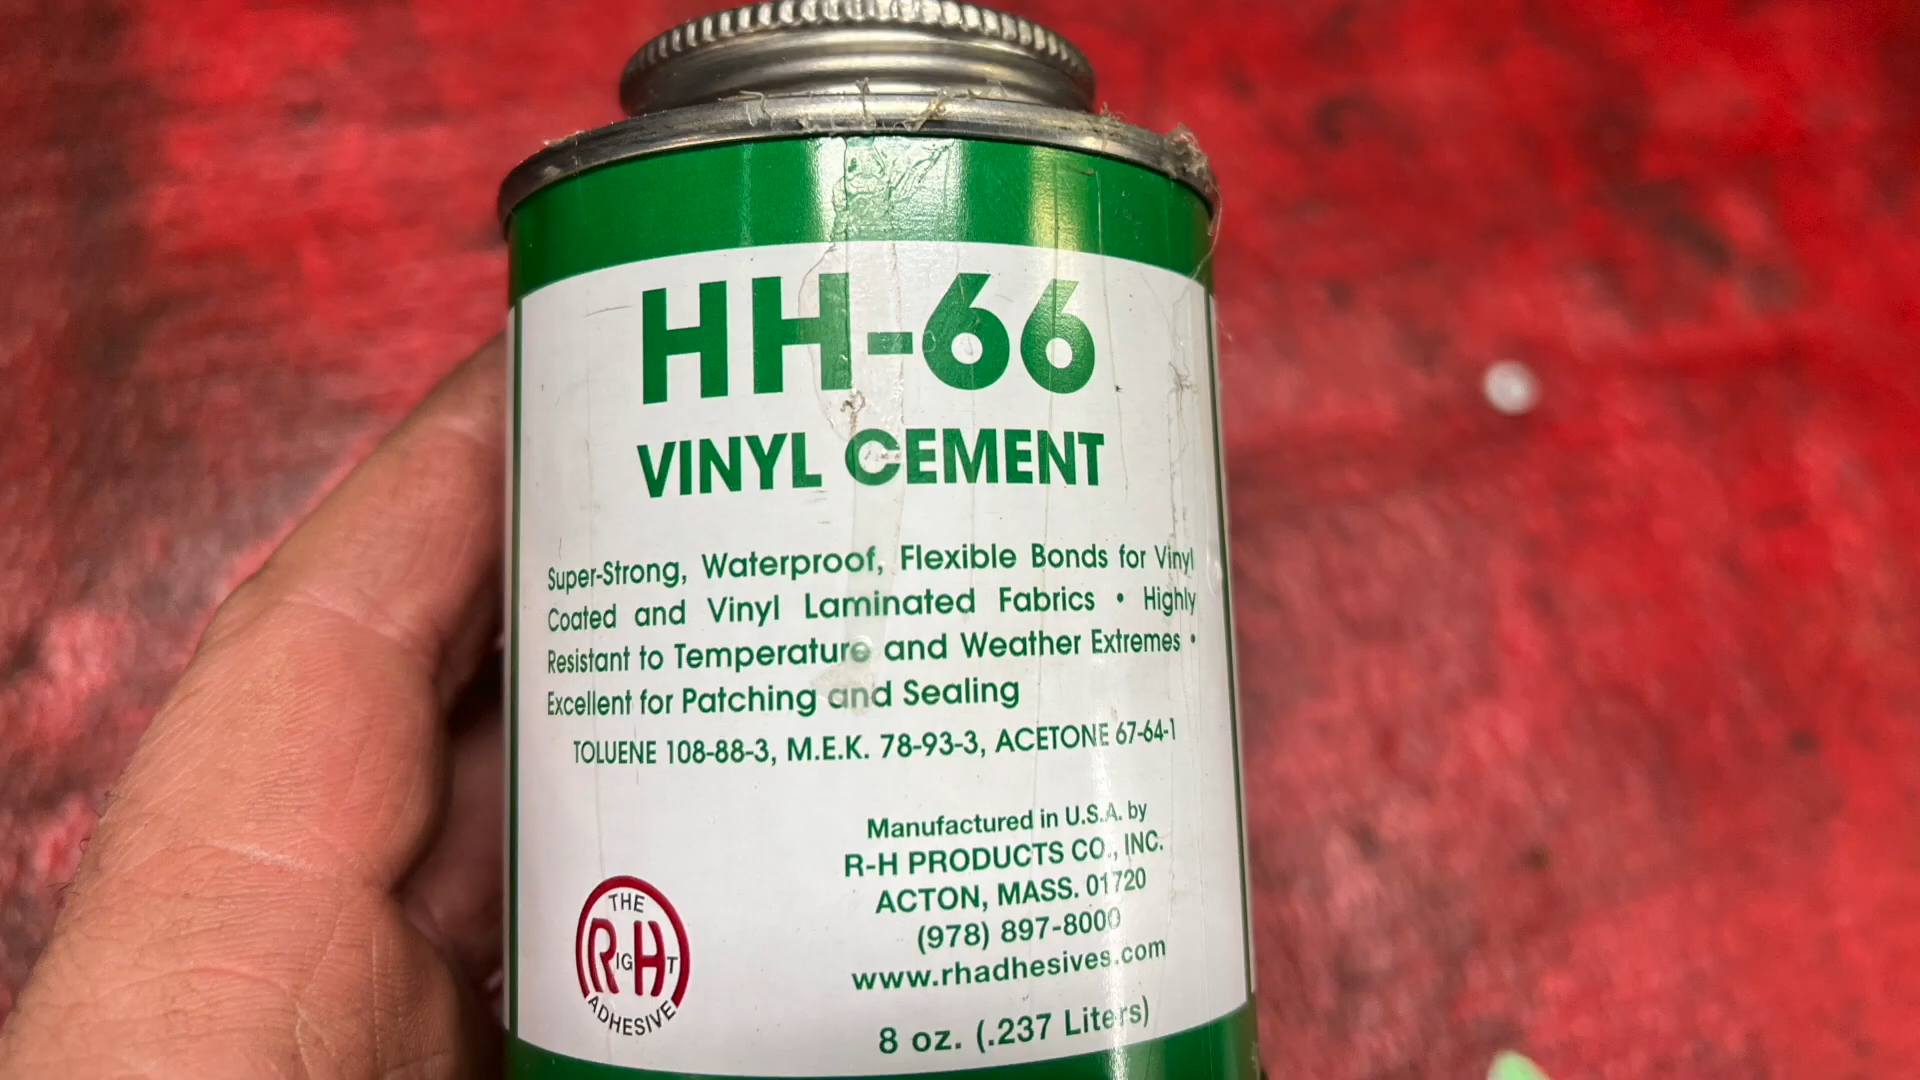 HH-66
VINYL CEMENT
Super-Strong, Waterproof, Flexible Bonds for Vinyl
Coated and Vinyl Laminated Fabrics • Highly
Resistant to Temperature and Weather Extremes •
Excellent for Patching and Sealing
TOLUENE 108-88-3, M.E.K. 78-93-3, ACETONE 67-64-1
Manufactured in U.S.A. by
R-H PRODUCTS CO., INC.
ACTON, MASS. 01720
(978) 897-8000
www.rhadhesives.com
8 oz. (.237 Liters)
THE
RIGHT
ADHESIVE